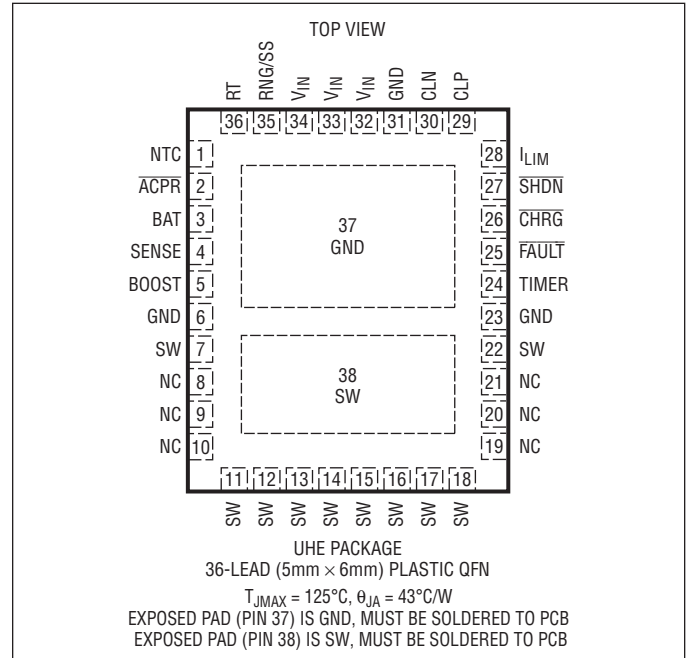 TOP VIEW
RT RNG/SS VIN VIN VIN GND CLN CLP
36 35 34 33 32 31 30 29
NTC 1
ACPR 2
BAT 3
SENSE 4
BOOST 5
GND 6
SW 7
NC 8
NC 9
NC 10
37
GND
38
SW
28 ILIM
27 SHDN
26 CHRG
25 FAULT
24 TIMER
23 GND
22 SW
21 NC
20 NC
19 NC
11 12 13 14 15 16 17 18
SW SW SW SW SW SW SW SW
UHE PACKAGE
36-LEAD (5mm × 6mm) PLASTIC QFN
TJMAX = 125°C, θJA = 43°C/W
EXPOSED PAD (PIN 37) IS GND, MUST BE SOLDERED TO PCB
EXPOSED PAD (PIN 38) IS SW, MUST BE SOLDERED TO PCB